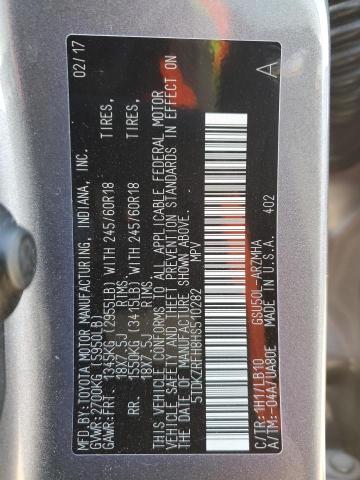 MFD.BY:TOYOTA MOTOR MANUFACTURING, INDIANA, INC. 02/17
GVWR:2700KG (5950LB)
GAWR:FRT 1345KG (2955LB) WITH 245/60R18 TIRES,
18X7.5J RIMS
RR. 1550KG (3415LB) WITH 245/60R18 TIRES,
18X7.5J RIMS
THIS VEHICLE CONFORMS TO ALL APPLICABLE FEDERAL MOTOR
VEHICLE SAFETY AND THEFT PREVENTION STANDARDS IN EFFECT ON
THE DATE OF MANUFACTURE SHOWN ABOVE.
5TDKZRFH8HS510282 MPV
C/TR:1H1/LB10 GSU50L-ARZMHA 402
A/TM:-04A/UA80E MADE IN U.S.A. A